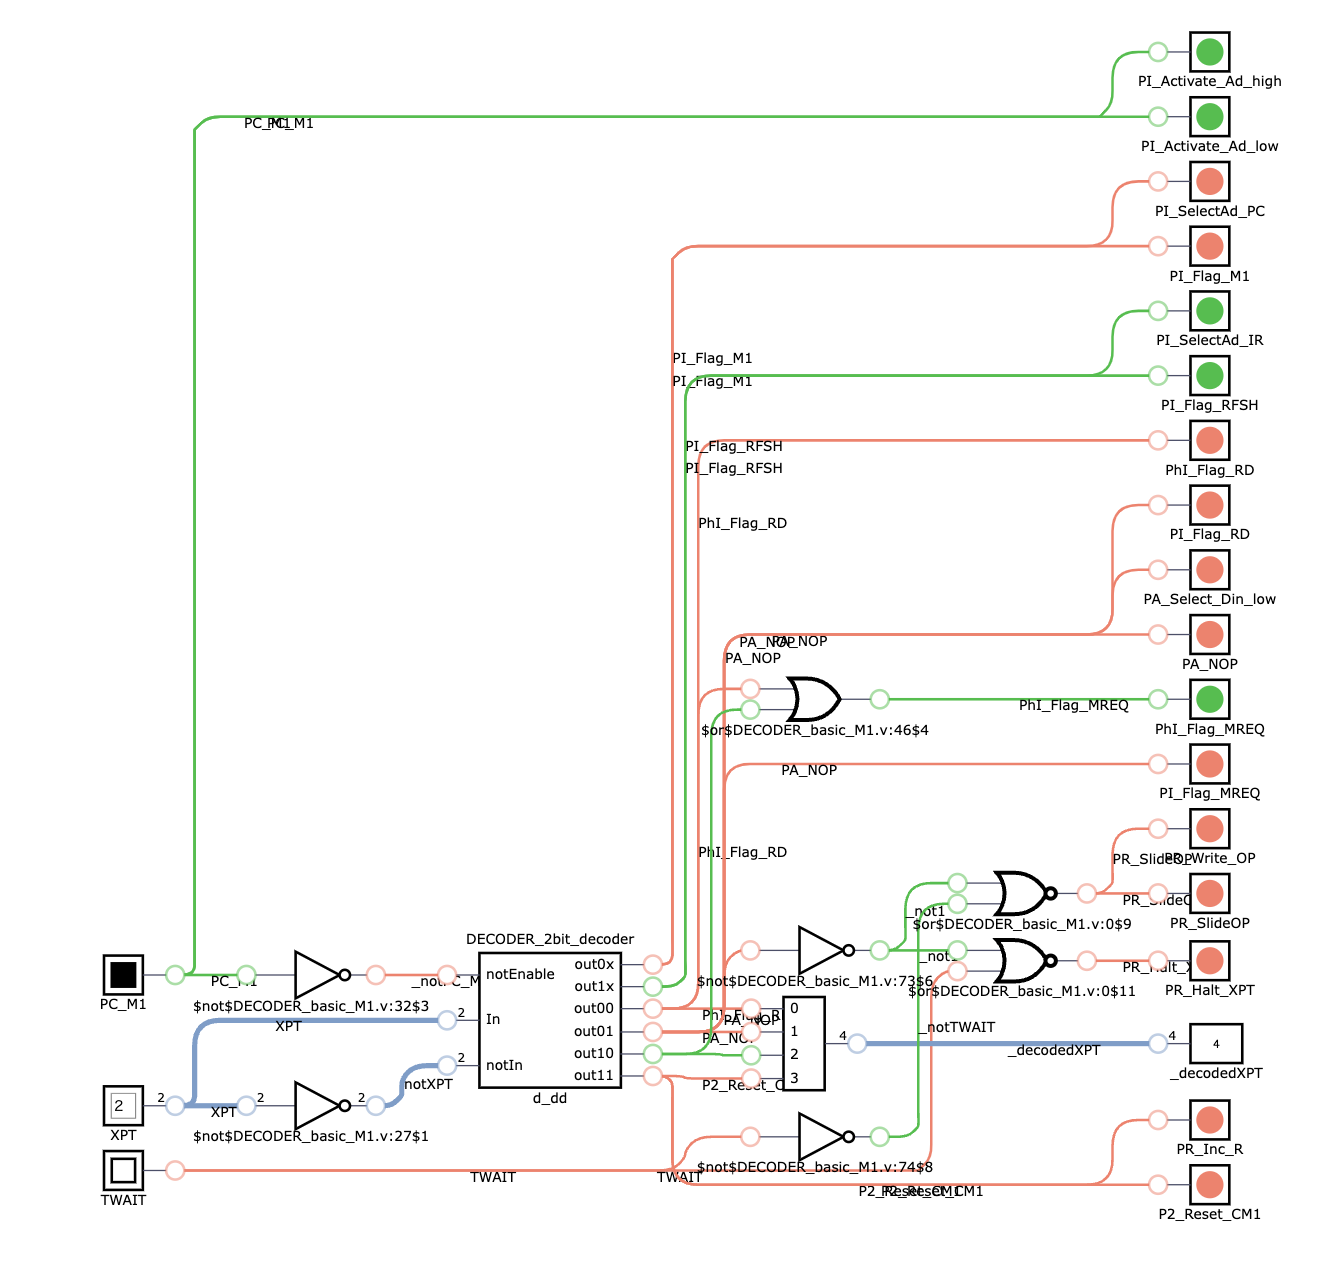 PI_Activate_Ad_high
PC_M1
PC_M1
PI_Activate_Ad_low
PI_SelectAd_PC
PI_Flag_M1
PI_SelectAd_IR
PI_Flag_M1
PI_Flag_M1
PI_Flag_RFSH
PI_Flag_RFSH
PI_Flag_RFSH
PhI_Flag_RD
PhI_Flag_RD
PI_Flag_RD
PA_Select_Din_low
PA_NOP
PA_NOP
PA_NOP
PA_NOP
PhI_Flag_MREQ
$or$DECODER_basic_M1.v:46$4
PhI_Flag_MREQ
PA_NOP
PI_Flag_MREQ
PhI_Flag_RD
PR_SlideOP
PR_Write_OP
_not1
PR_SlideOP
$or$DECODER_basic_M1.v:0$9
DECODER_2bit_decoder
_not1
out0x
notEnable
out1x
out00
In
out01
out10
notIn
out11
d_dd
PC_M1
PC_M1
_notPC_M
$not$DECODER_basic_M1.v:32$3
$not$DECODER_basic_M1.v:73$6
PR_Halt_X
PR_Halt_XPT
$or$DECODER_basic_M1.v:0$11
0
1
2
3
PA_NOP
PA_NO
P2_Reset_C
XPT
2
2
_notTWAIT
4
4
4
_decodedXPT
_decodedXPT
2
2
2
2
XPT
notXPT
XPT
$not$DECODER_basic_M1.v:27$1
PR_Inc_R
$not$DECODER_basic_M1.v:74$8
TWAIT
TWAIT
TWAIT
P2_Reset_CM1
P2_Reset_CM1
P2_Reset_CM1